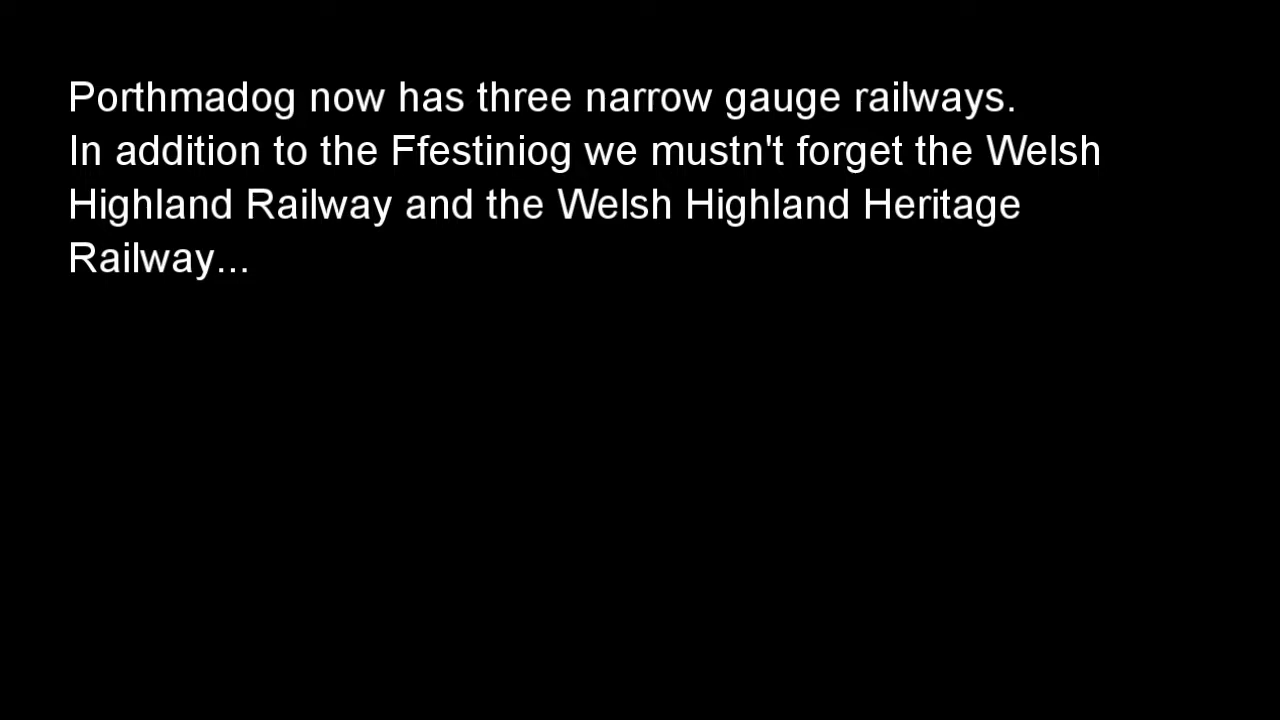 Porthmadog now has three narrow gauge railways.
In addition to the Ffestiniog we mustn't forget the Welsh
Highland Railway and the Welsh Highland Heritage
Railway...